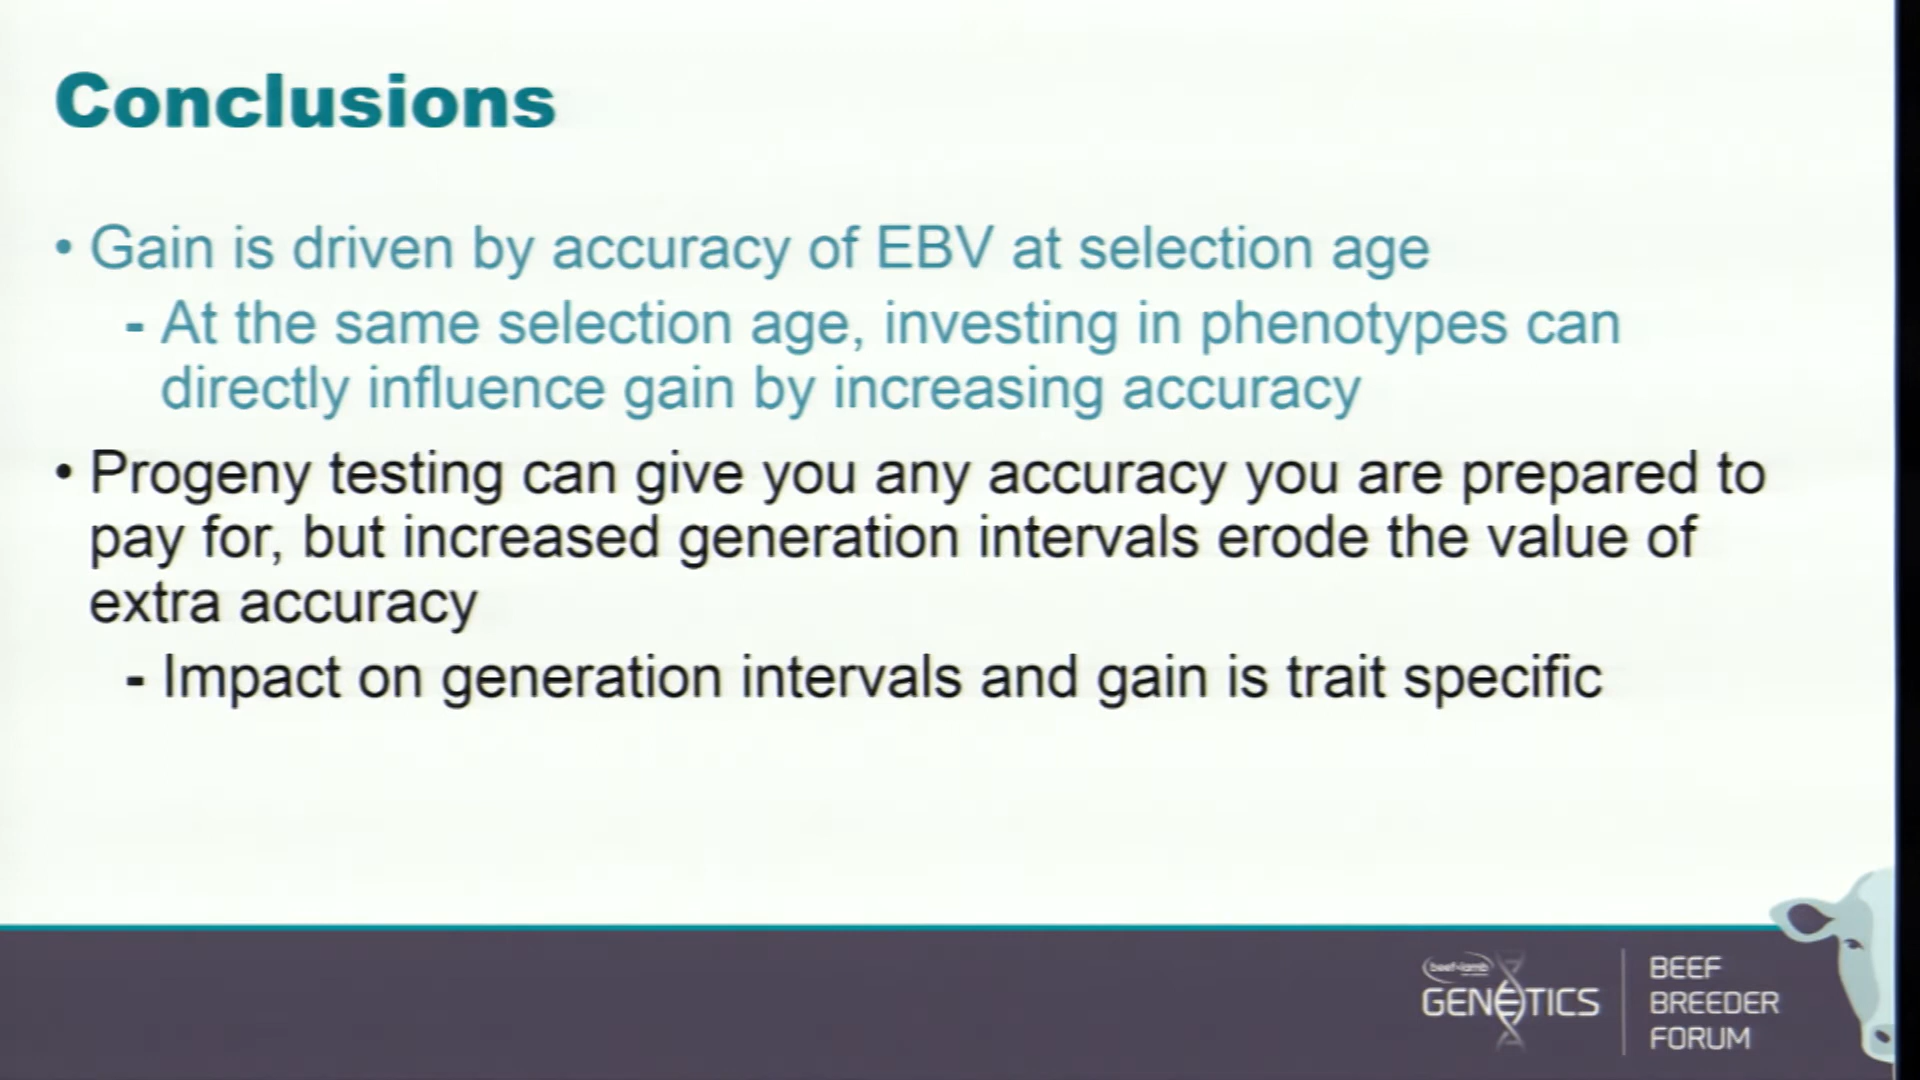 Conclusions
• Gain is driven by accuracy of EBV at selection age
- At the same selection age, investing in phenotypes can
directly influence gain by increasing accuracy
• Progeny testing can give you any accuracy you are prepared to
pay for, but increased generation intervals erode the value of
extra accuracy
- Impact on generation intervals and gain is trait specific
beef+lamb
GENETICS
BEEF
BREEDER
FORUM